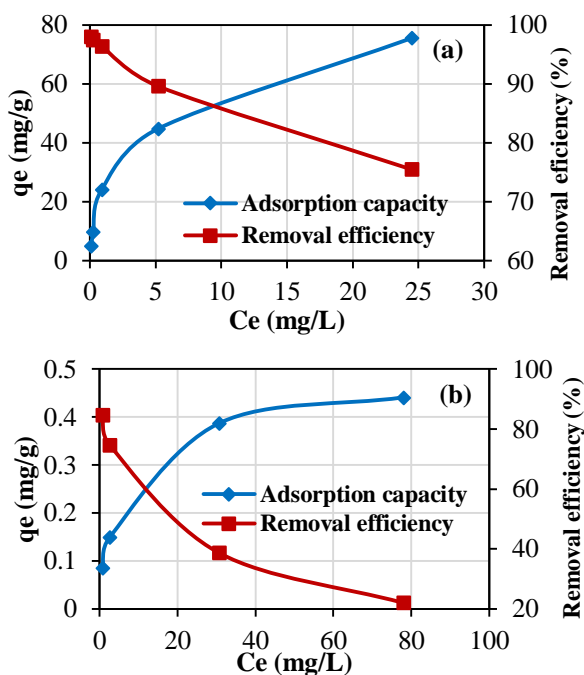 (a)
qe (mg/g)
80
60
40
20
0
Removal eficiency (%)
100
90
80
70
60
Adsorption capacity
Removal efficiency
0 5 10 15 20 25 30
Ce (mg/L)
(b)
qe (mg/g)
0.5
0.4
0.3
0.2
0.1
0
Removal efficiency (%)
100
80
60
40
20
Adsorption capacity
Removal efficiency
0 20 40 60 80 100
Ce (mg/L)